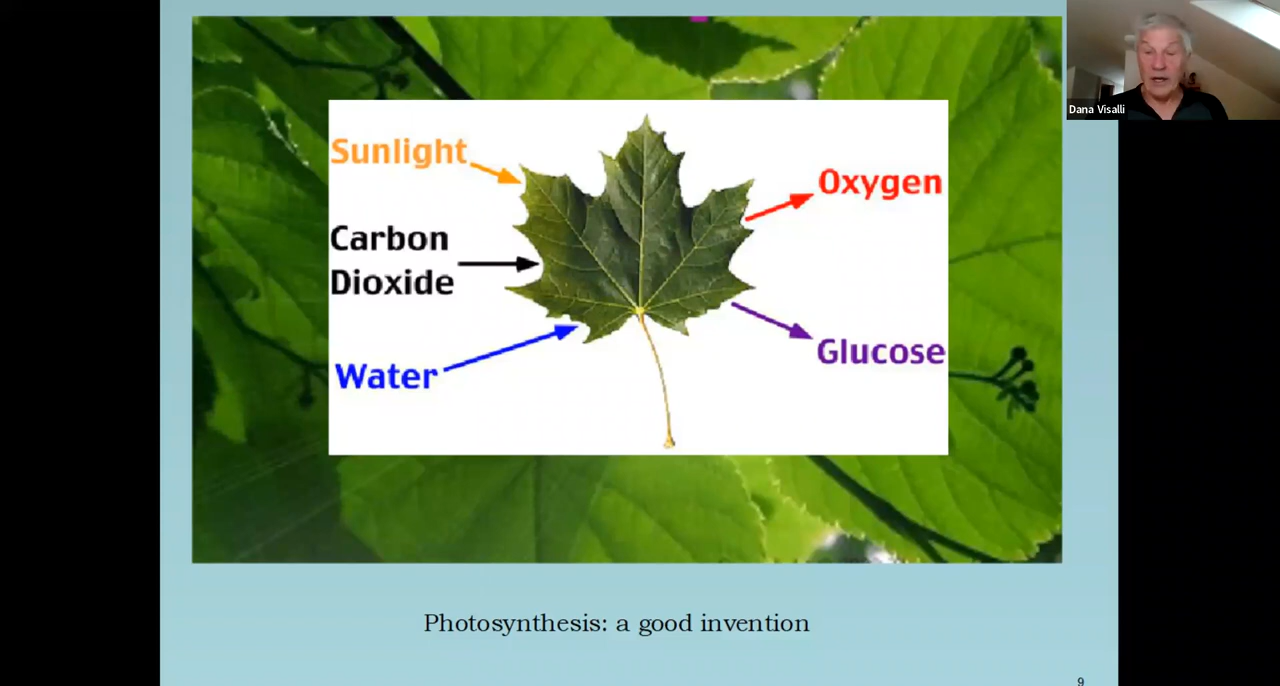 Sunlight
Carbon
Dioxide
Water
Oxygen
Glucose
Photosynthesis: a good invention
9
Dana Visalli